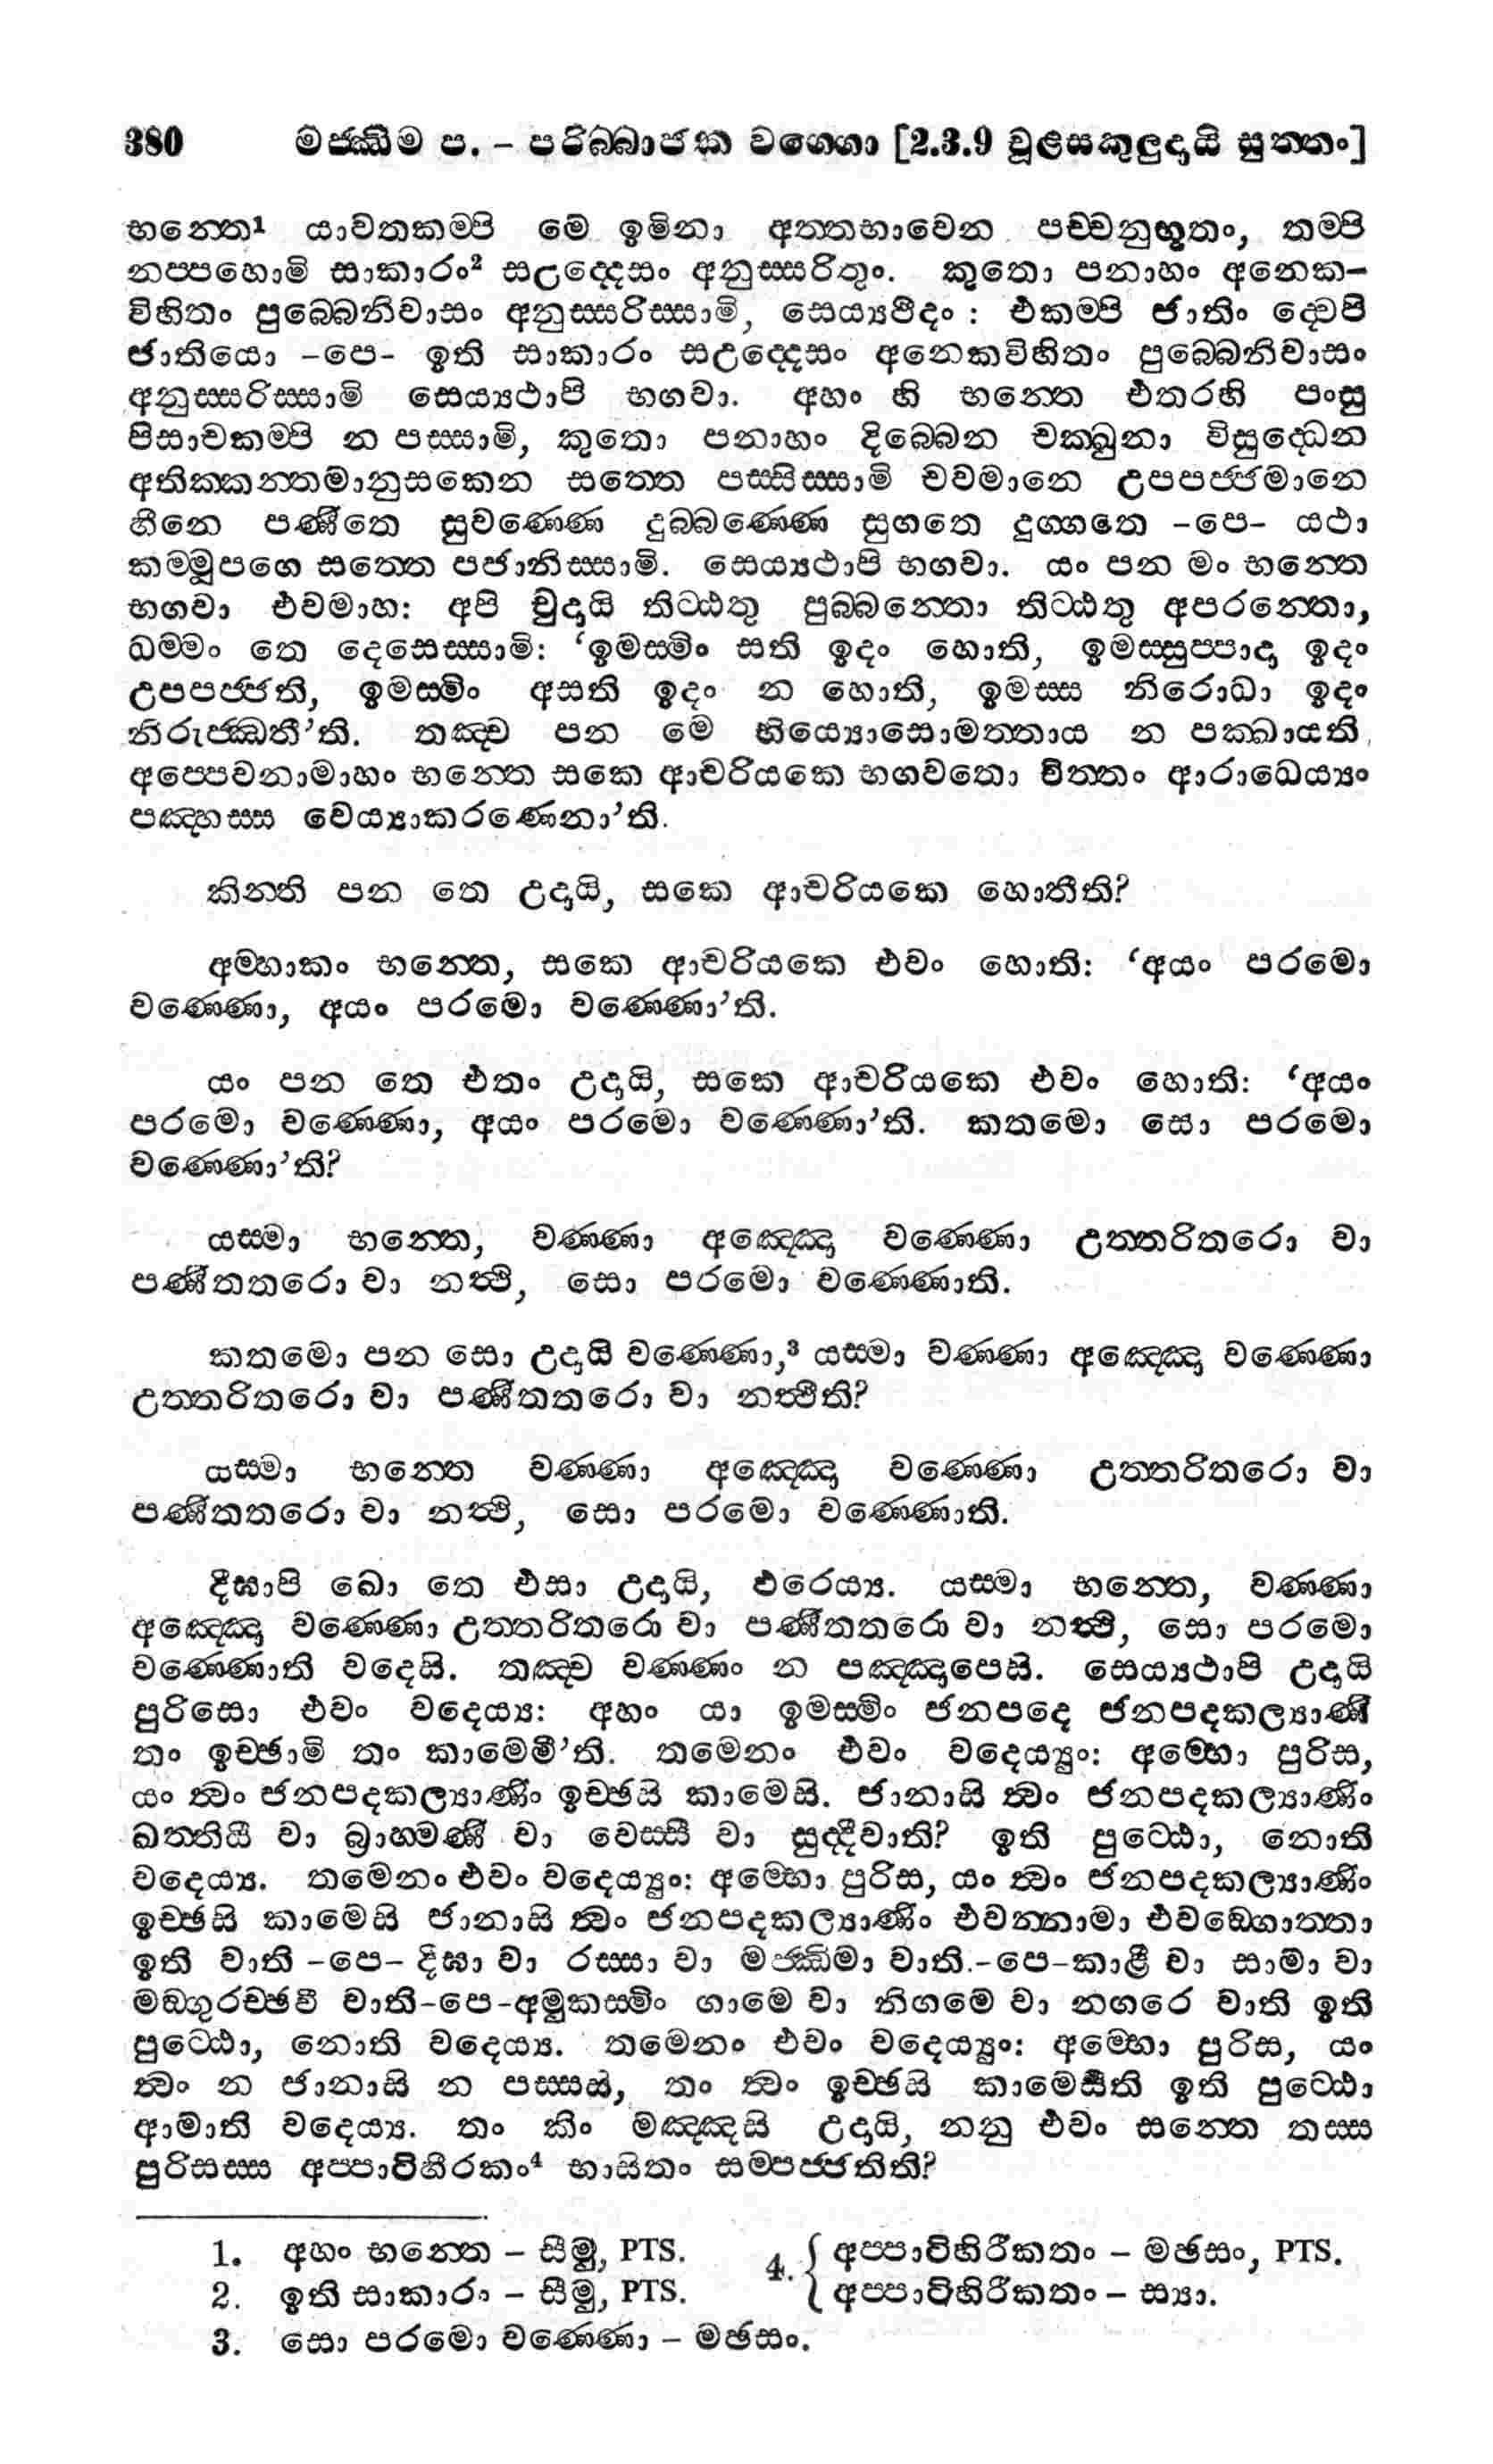 380 මජ්ඣිම ප. – පරිබ්බාජක වග්ගො [2.3.9 චූළසකුලුදායි සුත්තං]
භන්තෙ¹ යාවතකම්පි මේ ඉමිනා අත්තභාවෙන පච්චනුභූතං, තම්පි
නප්පහොමි සාකාරං² සඋද්දෙසං අනුස්සරිතුං. කුතො පනාහං අනෙක-
විහිතං පුබ්බෙනිවාසං අනුස්සරිස්සාමි, සෙය්‍යථීදං : එකම්පි ජාතිං ද්වෙපි
ජාතියො -පෙ- ඉති සාකාරං සඋද්දෙසං අනෙකවිහිතං පුබ්බෙනිවාසං
අනුස්සරිස්සාමි සෙය්‍යථාපි භගවා. අහං හි භන්තෙ එතරහි පංසු
පිසාචකම්පි න පස්සාමි, කුතො පනාහං දිබ්බෙන චක්ඛුනා විසුද්ධෙන
අතික්කන්තමානුසකෙන සත්තෙ පස්සිස්සාමි චවමානෙ උපපජ්ජමානෙ
හීනෙ පණීතෙ සුවණ්ණෙ දුබ්බණ්ණෙ සුගතෙ දුග්ගතෙ -පෙ- යථා
කම්මූපගෙ සත්තෙ පජානිස්සාමි. සෙය්‍යථාපි භගවා. යං පන මං භන්තෙ
භගවා එවමාහ: අපි චුදායි තිට්ඨතු පුබ්බන්තො තිට්ඨතු අපරන්තො,
ධම්මං තෙ දෙසෙස්සාමි: ‘ඉමස්මිං සති ඉදං හොති, ඉමස්සුප්පාදා ඉදං
උපපජ්ජති, ඉමස්මිං අසති ඉදං න හොති, ඉමස්ස නිරොධා ඉදං
නිරුජ්ඣතී’ති. තඤ්ච පන මෙ භිය්‍යොසොමත්තාය න පක්ඛායති,
අප්පෙවනාමාහං භන්තෙ සකෙ ආචරියකෙ භගවතො චිත්තං ආරාධෙය්‍යං
පඤ්හස්ස වෙය්‍යාකරණෙනා’ති.
කින්ති පන තෙ උදායි, සකෙ ආචරියකෙ හොතීති?
අම්හාකං භන්තෙ, සකෙ ආචරියකෙ එවං හොති: ‘අයං පරමො
වණ්ණො, අයං පරමො වණ්ණො’ති.
යං පන තෙ එතං උදායි, සකෙ ආචරියකෙ එවං හොති: ‘අයං
පරමො වණ්ණො, අයං පරමො වණ්ණො’ති. කතමො සො පරමො
වණ්ණො’ති?
යස්මා භන්තෙ, වණ්ණා අඤ්ඤො වණ්ණො උත්තරිතරො වා
පණීතතරො වා නත්ථි, සො පරමො වණ්ණොති.
කතමො පන සො උදායි වණ්ණො,³ යස්මා වණ්ණා අඤ්ඤො වණ්ණො
උත්තරිතරො වා පණීතතරො වා නත්ථීති?
යස්මා භන්තෙ වණ්ණා අඤ්ඤො වණ්ණො උත්තරිතරො වා
පණීතතරො වා නත්ථි, සො පරමො වණ්ණොති.
දීඝාපි ඛො තෙ එසා උදායි, ඵරෙය්‍ය. යස්මා භන්තෙ, වණ්ණා
අඤ්ඤො වණ්ණො උත්තරිතරො වා පණීතතරො වා නත්ථි, සො පරමො
වණ්ණොති වදෙසි. තඤ්ච වණ්ණං න පඤ්ඤාපෙසි. සෙය්‍යථාපි උදායි
පුරිසො එවං වදෙය්‍ය: අහං යා ඉමස්මිං ජනපදෙ ජනපදකල්‍යාණී
තං ඉච්ඡාමි තං කාමෙමී’ති. තමෙනං එවං වදෙය්‍යුං: අම්භො පුරිස,
යං ත්වං ජනපදකල්‍යාණිං ඉච්ඡසි කාමෙසි. ජානාසි ත්වං ජනපදකල්‍යාණිං
ඛත්තියී වා බ්‍රාහ්මණී වා වෙස්සී වා සුද්දීවාති? ඉති පුට්ඨො, නොති
වදෙය්‍ය. තමෙනං එවං වදෙය්‍යුං: අම්භො පුරිස, යං ත්වං ජනපදකල්‍යාණිං
ඉච්ඡසි කාමෙසි ජානාසි ත්වං ජනපදකල්‍යාණිං එවන්නාමා එවඞ්ගොත්තා
ඉති වාති -පෙ- දීඝා වා රස්සා වා මජ්ඣිමා වාති.-පෙ-කාළී වා සාමා වා
මඞ්ගුරච්ඡවී වාති-පෙ-අමුකස්මිං ගාමෙ වා නිගමෙ වා නගරෙ වාති ඉති
පුට්ඨො, නොති වදෙය්‍ය. තමෙනං එවං වදෙය්‍යුං: අම්භො පුරිස, යං
ත්වං න ජානාසි න පස්සසි, තං ත්වං ඉච්ඡසි කාමෙසීති ඉති පුට්ඨො
ආමාති වදෙය්‍ය. තං කිං මඤ්ඤසි උදායි, නනු එවං සන්තෙ තස්ස
පුරිසස්ස අප්පාටිහීරකං⁴ භාසිතං සම්පජ්ජතිති?
1. අහං භන්තෙ – සීමු, PTS.
2. ඉති සාකාරං – සීමු, PTS.
3. සො පරමො වණ්ණො – මඡසං.
4. { අප්පාටිහිරීකතං – මඡසං, PTS.
අප්පාටිහිරීකතං – ස්‍යා.